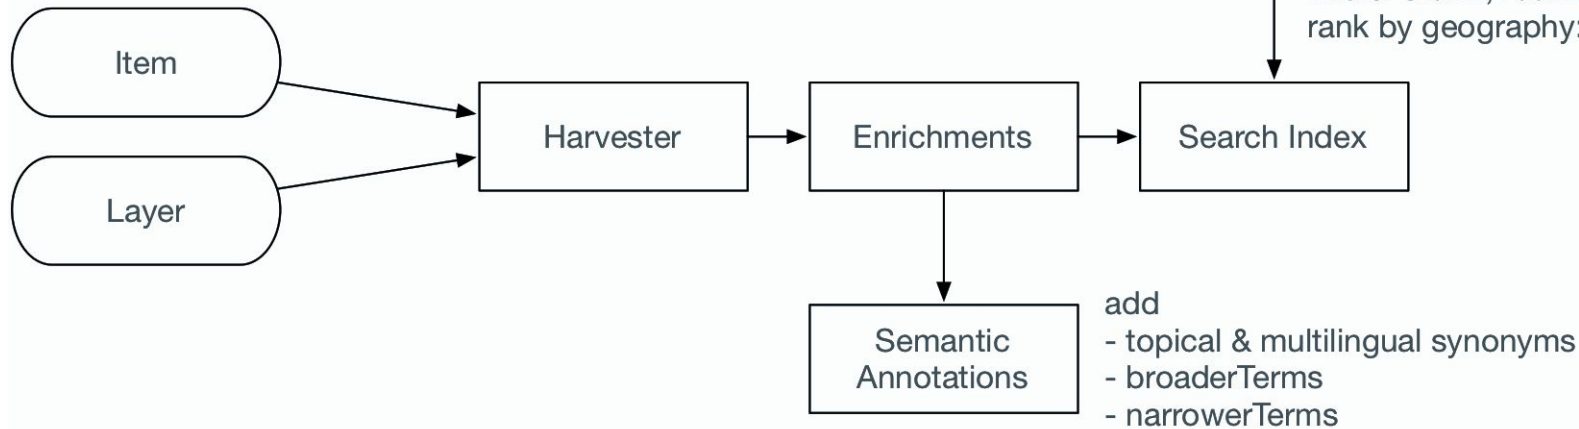 rank by geography:
Item
Harvester
Enrichments
Search Index
Layer
Semantic
Annotations
add
- topical & multilingual synonyms
- broaderTerms
- narrowerTerms